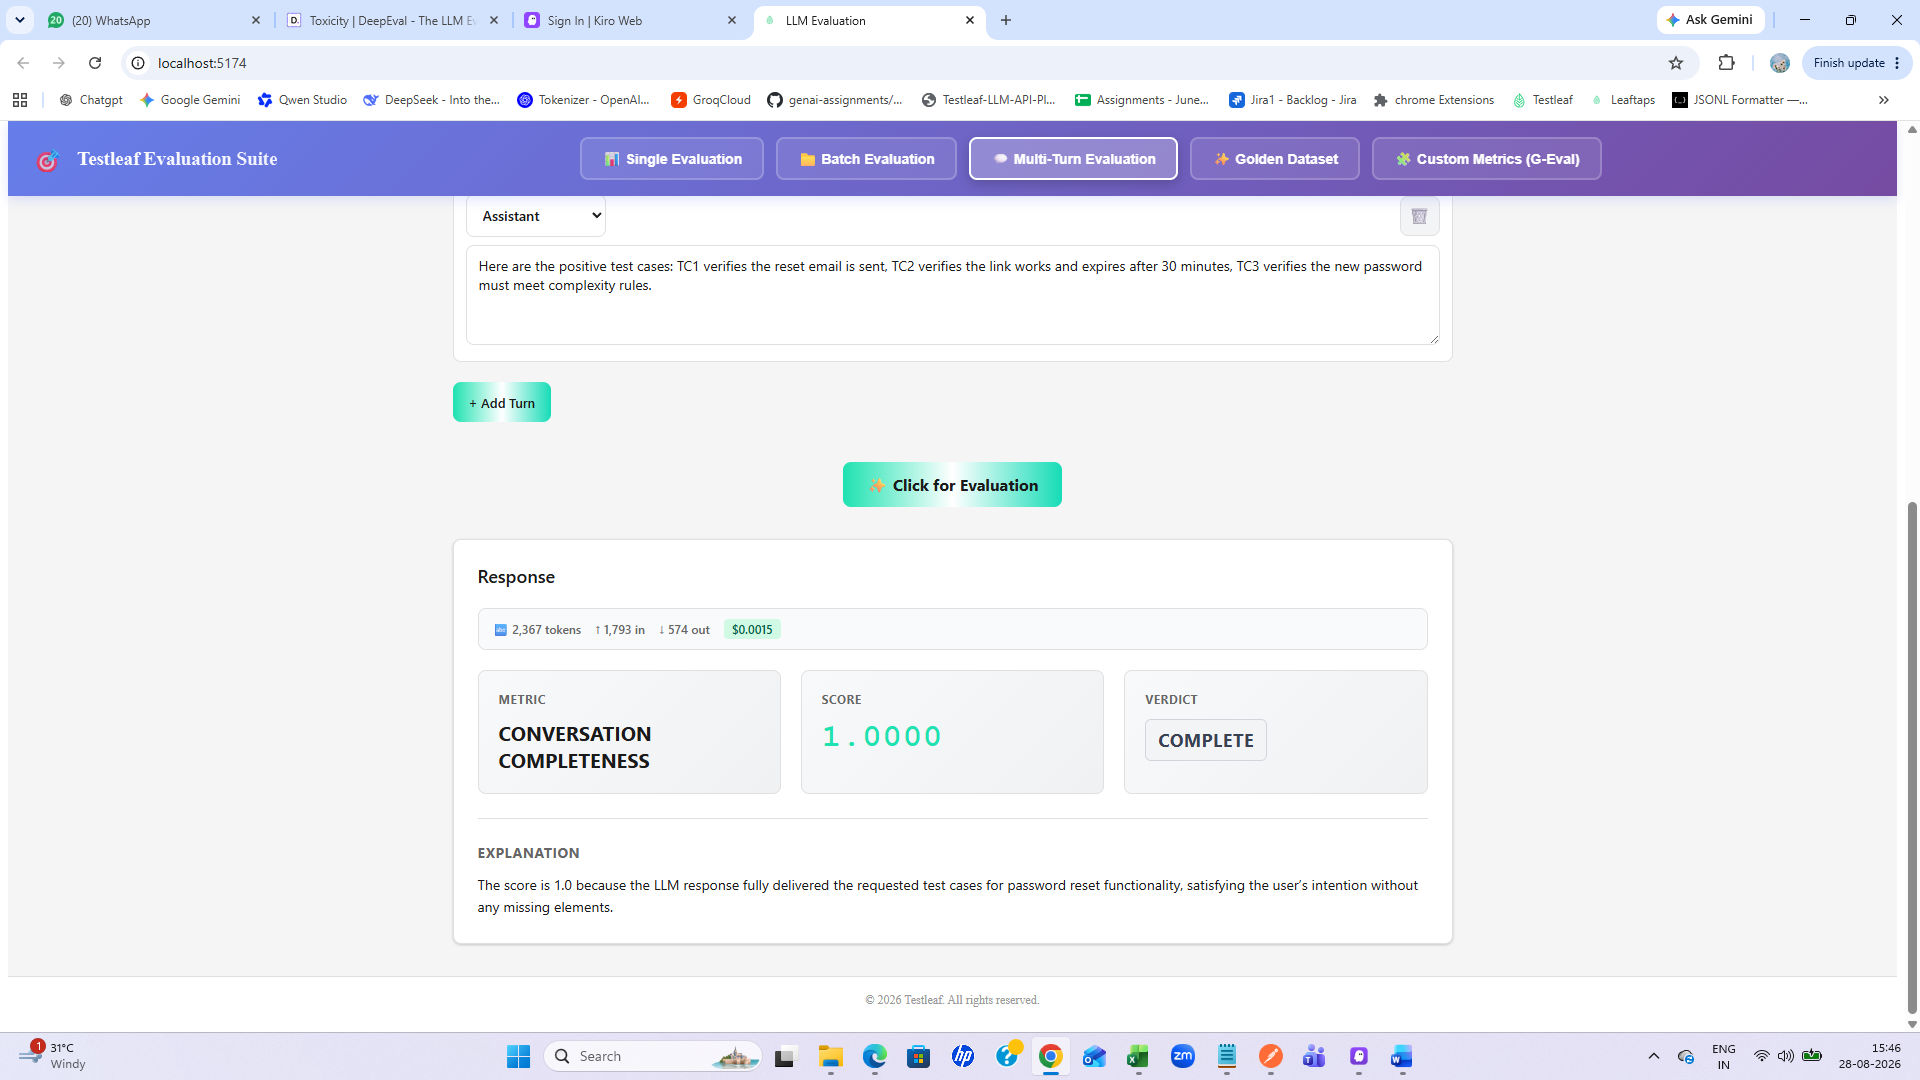 20
(20) WhatsApp
D.
Toxicity | DeepEval - The LLM Ev
Sign In | Kiro Web
LLM Evaluation
Ask Gemini
localhost:5174
Finish update
Chatgpt
Google Gemini
Qwen Studio
DeepSeek - Into the...
Tokenizer - OpenAI...
GroqCloud
genai-assignments/...
Testleaf-LLM-API-Pl...
Assignments - June...
Jira1 - Backlog - Jira
chrome Extensions
Testleaf
Leaftaps
JSONL Formatter —...
Testleaf Evaluation Suite
Single Evaluation
Batch Evaluation
Multi-Turn Evaluation
Golden Dataset
Custom Metrics (G-Eval)
Assistant
Here are the positive test cases: TC1 verifies the reset email is sent, TC2 verifies the link works and expires after 30 minutes, TC3 verifies the new password
must meet complexity rules.
+ Add Turn
Click for Evaluation
Response
2,367 tokens ↑ 1,793 in ↓ 574 out $0.0015
METRIC
CONVERSATION
COMPLETENESS
SCORE
1.0000
VERDICT
COMPLETE
EXPLANATION
The score is 1.0 because the LLM response fully delivered the requested test cases for password reset functionality, satisfying the user's intention without
any missing elements.
© 2026 Testleaf. All rights reserved.
1
31°C
Windy
Search
hp
zm
ENG
IN
15:46
28-08-2026